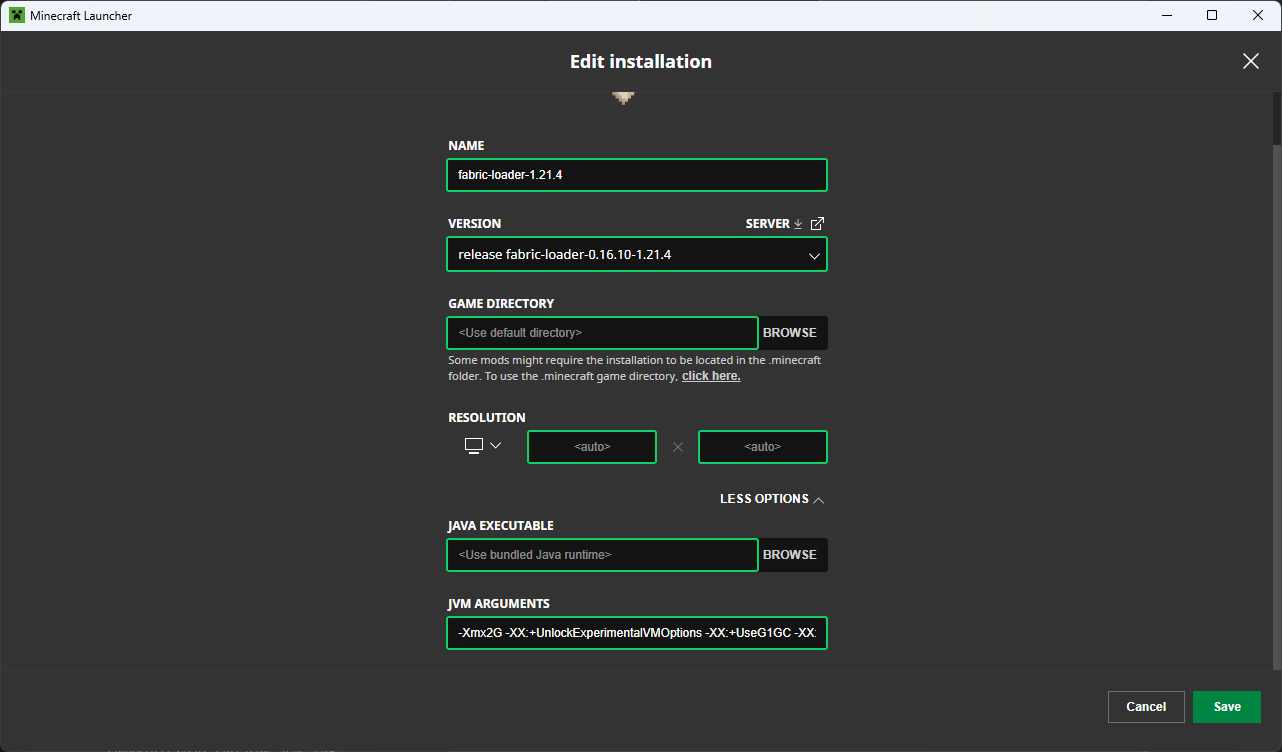 Minecraft Launcher
Edit installation
NAME
fabric-loader-1.21.4
VERSION
SERVER
release fabric-loader-0.16.10-1.21.4
GAME DIRECTORY
<Use default directory>
BROWSE
Some mods might require the installation to be located in the .minecraft
folder. To use the .minecraft game directory, click here.
RESOLUTION
<auto>
<auto>
LESS OPTIONS
JAVA EXECUTABLE
<Use bundled Java runtime>
BROWSE
JVM ARGUMENTS
-Xmx2G -XX:+UnlockExperimentalVMOptions -XX:+UseG1GC -XX:
Cancel
Save